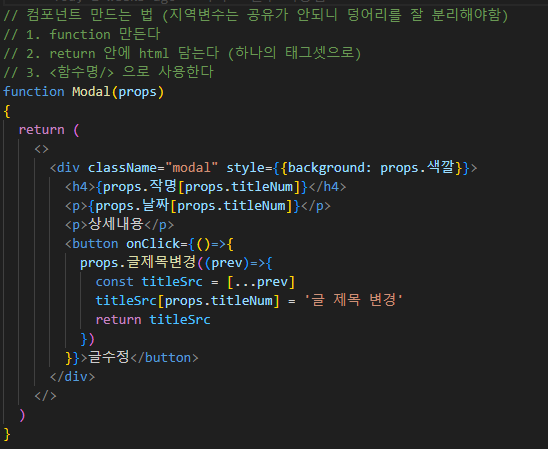 // 컴포넌트 만드는 법 (지역변수는 공유가 안되니 덩어리를 잘 분리해야함)
// 1. function 만든다
// 2. return 안에 html 담는다 (하나의 태그셋으로)
// 3. <함수명/> 으로 사용한다
function Modal(props)
{
  return (
    <>
      <div className="modal" style={{background: props.색깔}}>
        <h4>{props.작명[props.titleNum]}</h4>
        <p>{props.날짜[props.titleNum]}</p>
        <p>상세내용</p>
        <button onClick={()=>{
          props.글제목변경((prev)=>{
            const titleSrc = [...prev]
            titleSrc[props.titleNum] = '글 제목 변경'
            return titleSrc
          })
        }}>글수정</button>
      </div>
    </>
  )
}